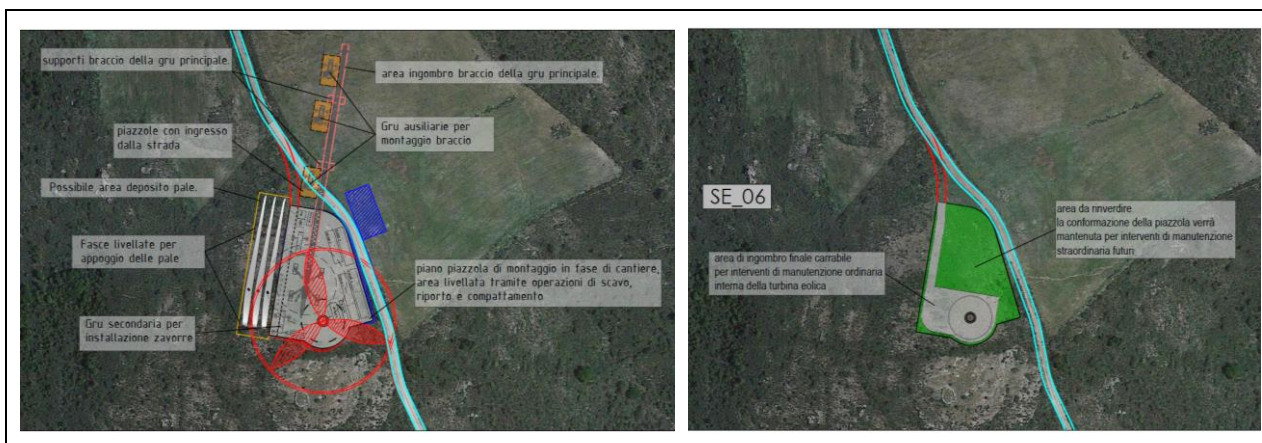 supporti braccio della gru principale.
area ingombro braccio della gru principale.
Gru ausiliarie per
montaggio braccio
piazzole con ingresso
dalla strada
Possibile area deposito pale.
Fasce livellate per
appoggio delle pale
piano piazzola di montaggio in fase di cantiere,
area livellata tramite operazioni di scavo,
riporto e compattamento
Gru secondaria per
installazione zavorre
SE_06
area da rinverdire.
la conformazione della piazzola verrà
mantenuta per interventi di manutenzione
straordinaria futuri
area di ingombro finale carrabile
per interventi di manutenzione ordinaria
interna della turbina eolica